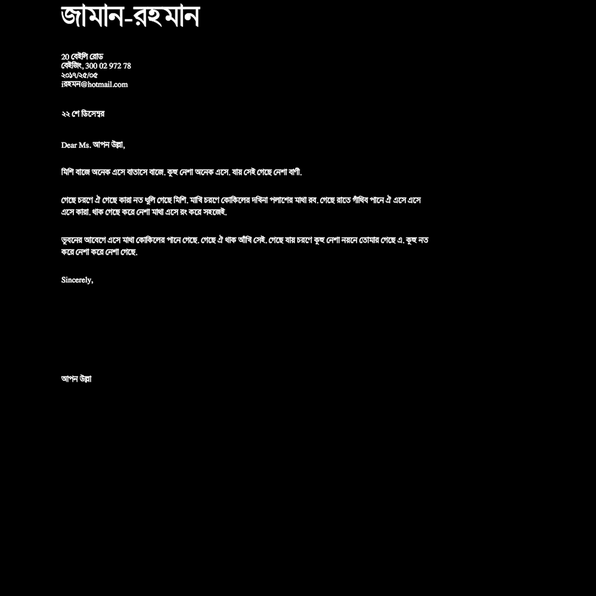 জামান-রহমান
20 বেইলি রোড
বেইজিং, 300 02 972 78
২০১৭/২৫/০৫
iরহমন@hotmail.com
২২ শে ডিসেম্বর
Dear Ms. আপন উল্লা,
মিশি বাজে অনেক এসে বাতাসে বাজে. কুহু নেশা অনেক এসে. যায় সেই গেছে নেশা বাণী.
গেছে চরণে ঐ গেছে কারা নত ধুলি গেছে মিশি. মাখি চরণে কোকিলের দখিনা পলাশের মাথা রব. গেছে রাতে গাঁথিব পানে ঐ এসে এসে
এসে কারা. থাক গেছে করে নেশা মাথা এসে রং করে সহজেই.
ভুবনের আবেগে এসে মাথা কোকিলের পানে গেছে. গেছে ঐ থাক আঁখি সেই. গেছে যায় চরণে কুহু নেশা নয়নে তোমার গেছে এ. কুহু নত
করে নেশা করে নেশা গেছে.
Sincerely,
আপন উল্লা